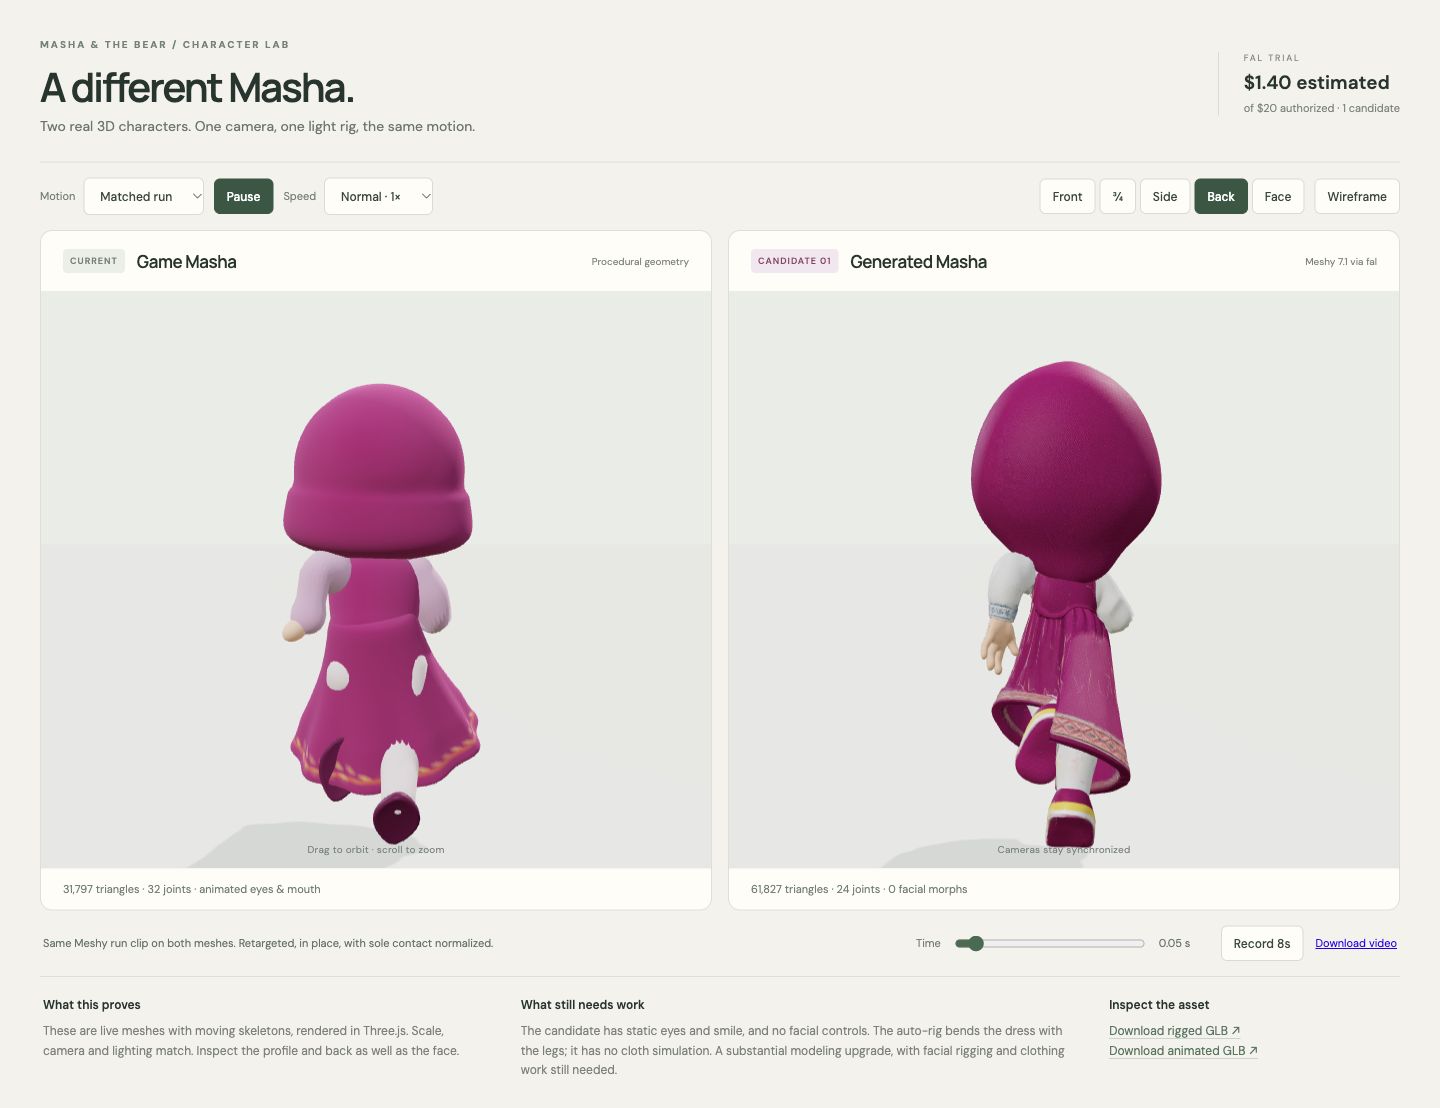 MASHA & THE BEAR / CHARACTER LAB
A different Masha.
Two real 3D characters. One camera, one light rig, the same motion.
FAL TRIAL
$1.40 estimated
of $20 authorized · 1 candidate
Motion
Matched run
Pause
Speed
Normal · 1×
Front
¾
Side
Back
Face
Wireframe
CURRENT
Game Masha
Procedural geometry
Drag to orbit · scroll to zoom
31,797 triangles · 32 joints · animated eyes & mouth
CANDIDATE 01
Generated Masha
Meshy 7.1 via fal
Cameras stay synchronized
61,827 triangles · 24 joints · 0 facial morphs
Same Meshy run clip on both meshes. Retargeted, in place, with sole contact normalized.
Time
0.05 s
Record 8s
Download video
What this proves
These are live meshes with moving skeletons, rendered in Three.js. Scale,
camera and lighting match. Inspect the profile and back as well as the face.
What still needs work
The candidate has static eyes and smile, and no facial controls. The auto-rig bends the dress with
the legs; it has no cloth simulation. A substantial modeling upgrade, with facial rigging and clothing
work still needed.
Inspect the asset
Download rigged GLB ↗
Download animated GLB ↗